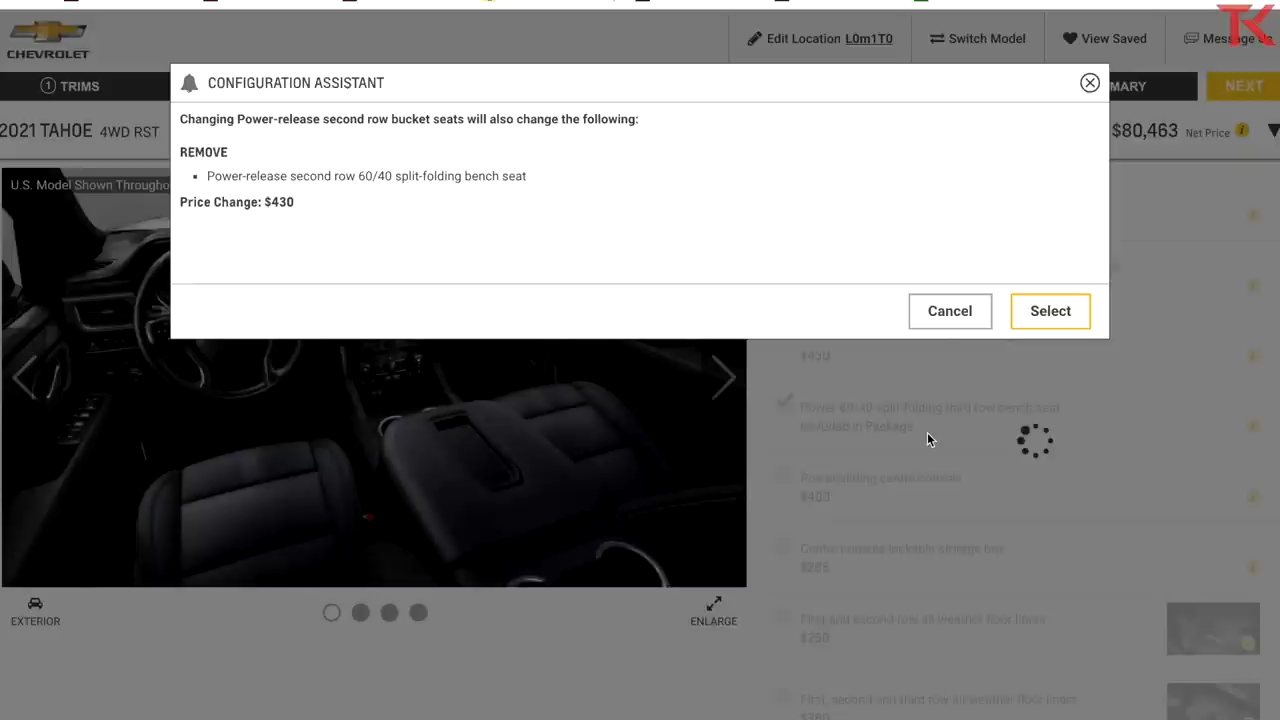 CHEVROLET
Edit Location L0m1T0
Switch Model
View Saved
Message Us
TK
1 TRIMS
MARY
NEXT
2021 TAHOE 4WD RST
$80,463 Net Price
CONFIGURATION ASSISTANT
Changing Power-release second row bucket seats will also change the following:
REMOVE
Power-release second row 60/40 split-folding bench seat
Price Change: $430
Cancel
Select
U.S. Model Shown Througho
$430
Power 60/40 split-folding third row bench seat
Included in Package
Power-sliding centre console
$403
Centre console lockable storage box
First and second row all weather floor liners
$250
First, second and third row all-weather floor liners
$360
EXTERIOR
ENLARGE